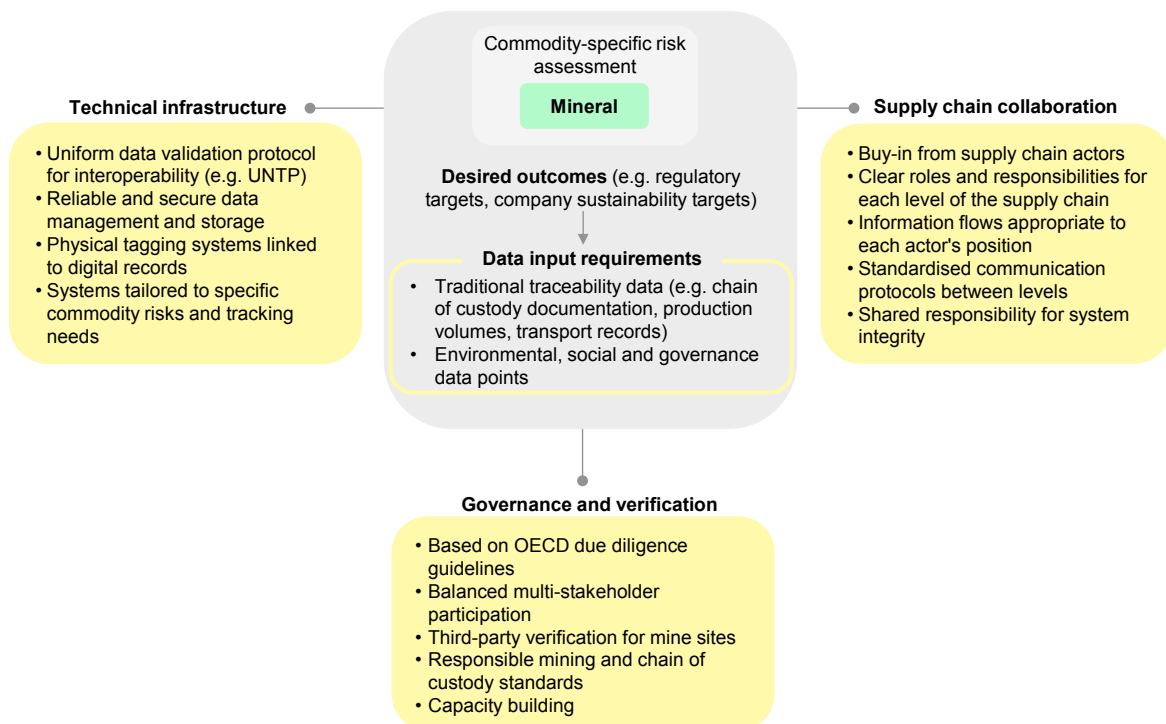 Commodity-specific risk
assessment
Mineral
Desired outcomes (e.g. regulatory
targets, company sustainability targets)
Data input requirements
• Traditional traceability data (e.g. chain
of custody documentation, production
volumes, transport records)
• Environmental, social and governance
data points
Technical infrastructure
• Uniform data validation protocol
for interoperability (e.g. UNTP)
• Reliable and secure data
management and storage
• Physical tagging systems linked
to digital records
• Systems tailored to specific
commodity risks and tracking
needs
Supply chain collaboration
• Buy-in from supply chain actors
• Clear roles and responsibilities for
each level of the supply chain
• Information flows appropriate to
each actor's position
• Standardised communication
protocols between levels
• Shared responsibility for system
integrity
Governance and verification
• Based on OECD due diligence
guidelines
• Balanced multi-stakeholder
participation
• Third-party verification for mine sites
• Responsible mining and chain of
custody standards
• Capacity building